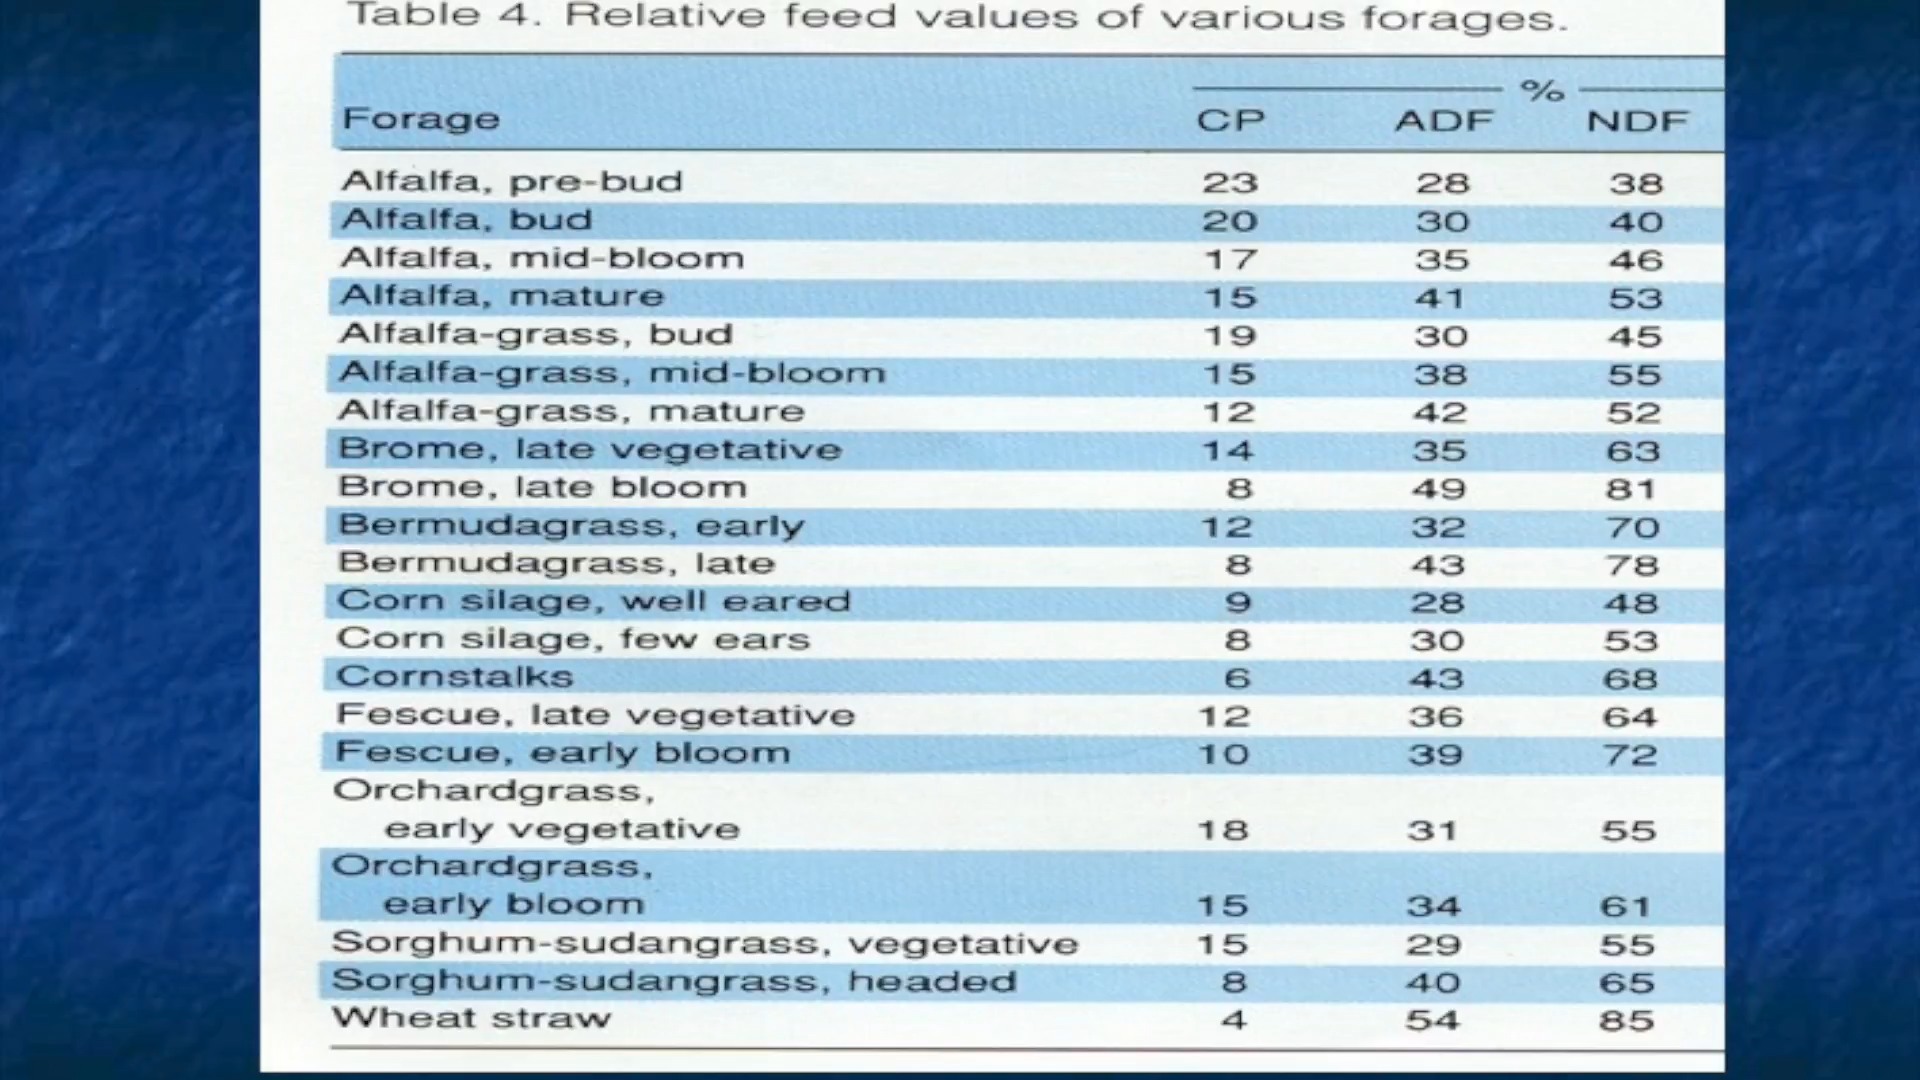 Table 4. Relative feed values of various forages.
%
Forage CP ADF NDF
Alfalfa, pre-bud 23 28 38
Alfalfa, bud 20 30 40
Alfalfa, mid-bloom 17 35 46
Alfalfa, mature 15 41 53
Alfalfa-grass, bud 19 30 45
Alfalfa-grass, mid-bloom 15 38 55
Alfalfa-grass, mature 12 42 52
Brome, late vegetative 14 35 63
Brome, late bloom 8 49 81
Bermudagrass, early 12 32 70
Bermudagrass, late 8 43 78
Corn silage, well eared 9 28 48
Corn silage, few ears 8 30 53
Cornstalks 6 43 68
Fescue, late vegetative 12 36 64
Fescue, early bloom 10 39 72
Orchardgrass,
early vegetative 18 31 55
Orchardgrass,
early bloom 15 34 61
Sorghum-sudangrass, vegetative 15 29 55
Sorghum-sudangrass, headed 8 40 65
Wheat straw 4 54 85